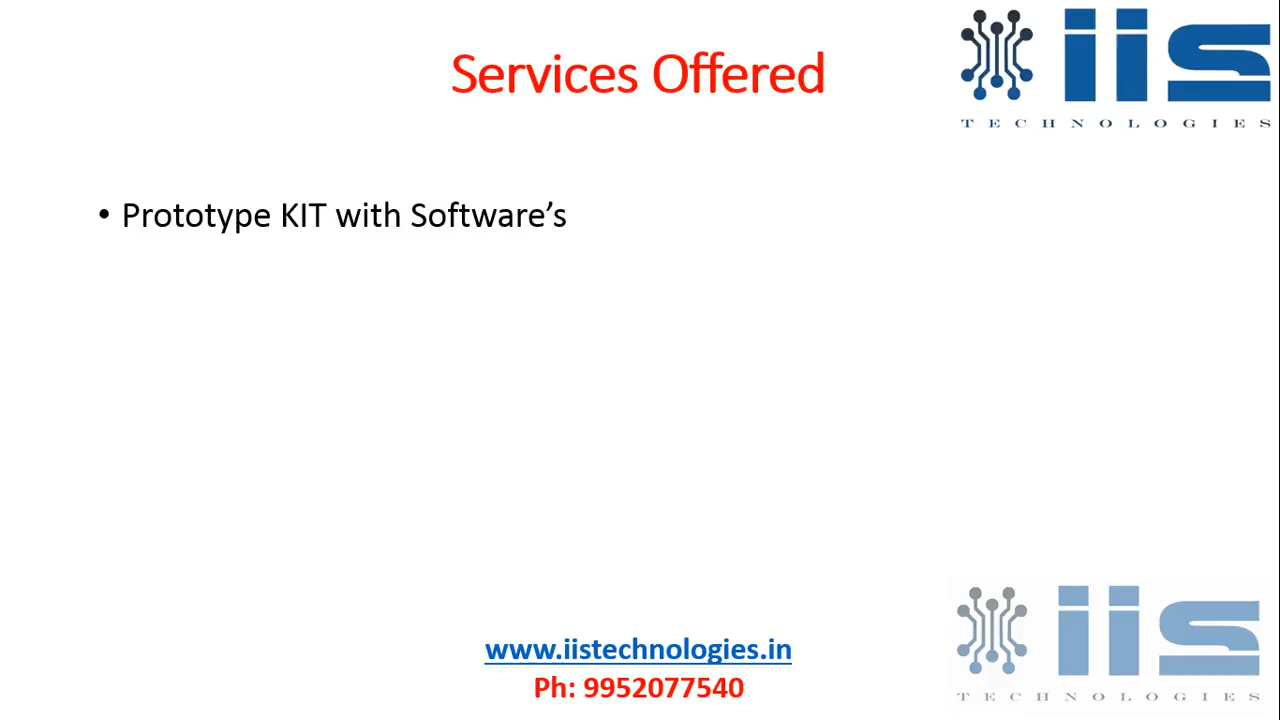 Services Offered
iis
TECHNOLOGIES
• Prototype KIT with Software’s
www.iistechnologies.in
Ph: 9952077540
iis
TECHNOLOGIES